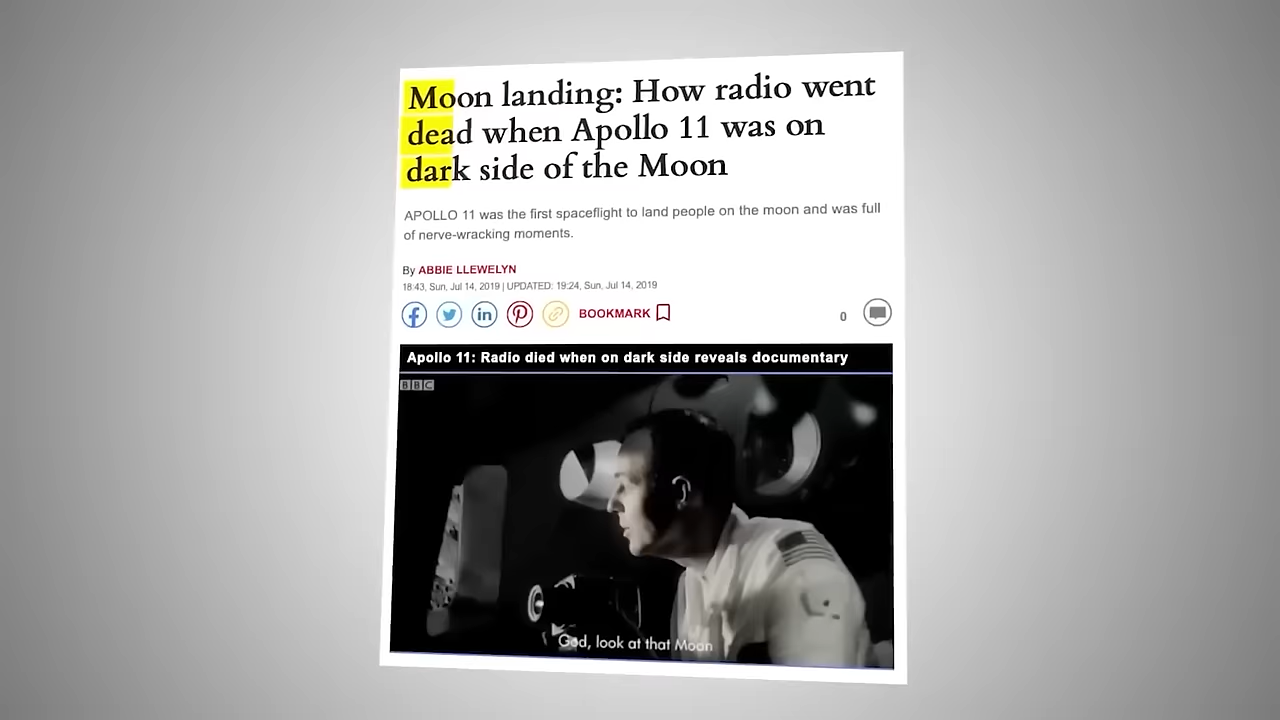 Moon landing: How radio went
dead when Apollo 11 was on
dark side of the Moon
APOLLO 11 was the first spaceflight to land people on the moon and was full
of nerve-wracking moments.
By ABBIE LLEWELYN
18:43, Sun, Jul 14, 2019 | UPDATED: 19:24, Sun, Jul 14, 2019
BOOKMARK
0
Apollo 11: Radio died when on dark side reveals documentary
BBC
God, look at that Moon